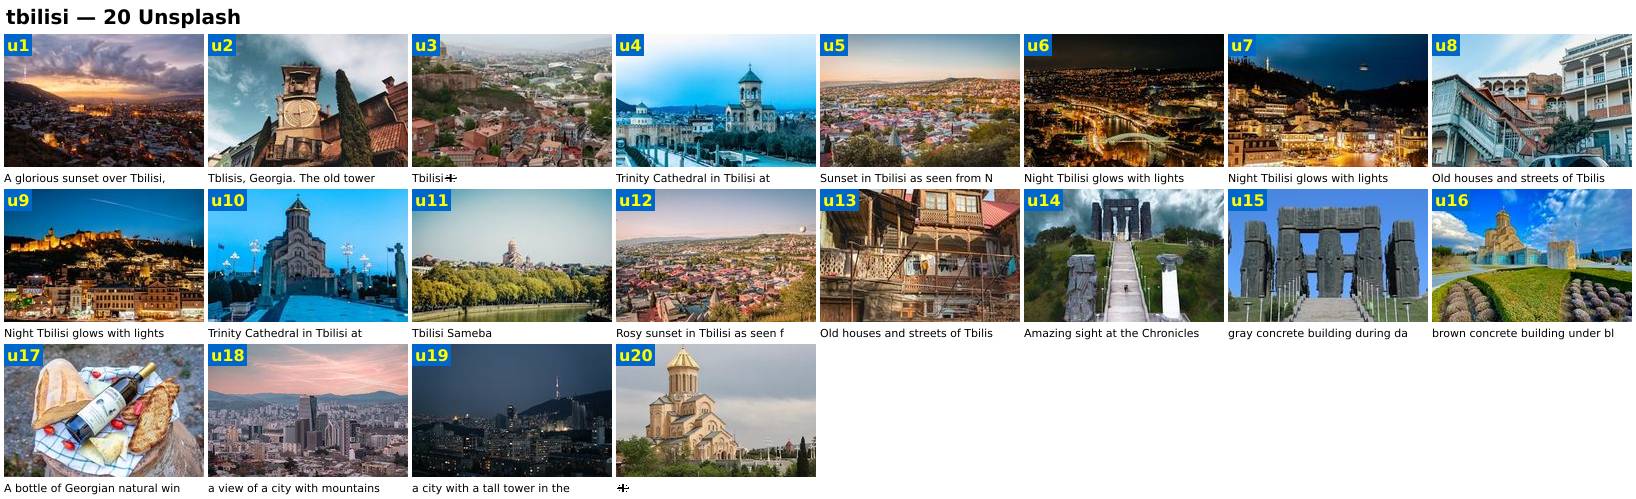 tbilisi — 20 Unsplash
u1
u2
u3
u4
u5
u6
u7
u8
A glorious sunset over Tbilisi,
Tblisis, Georgia. The old tower
Tbilisi
Trinity Cathedral in Tbilisi at
Sunset in Tbilisi as seen from N
Night Tbilisi glows with lights
Night Tbilisi glows with lights
Old houses and streets of Tbilis
u9
u10
u11
u12
u13
u14
u15
u16
Night Tbilisi glows with lights
Trinity Cathedral in Tbilisi at
Tbilisi Sameba
Rosy sunset in Tbilisi as seen f
Old houses and streets of Tbilis
Amazing sight at the Chronicles
gray concrete building during da
brown concrete building under bl
u17
u18
u19
u20
A bottle of Georgian natural win
a view of a city with mountains
a city with a tall tower in the